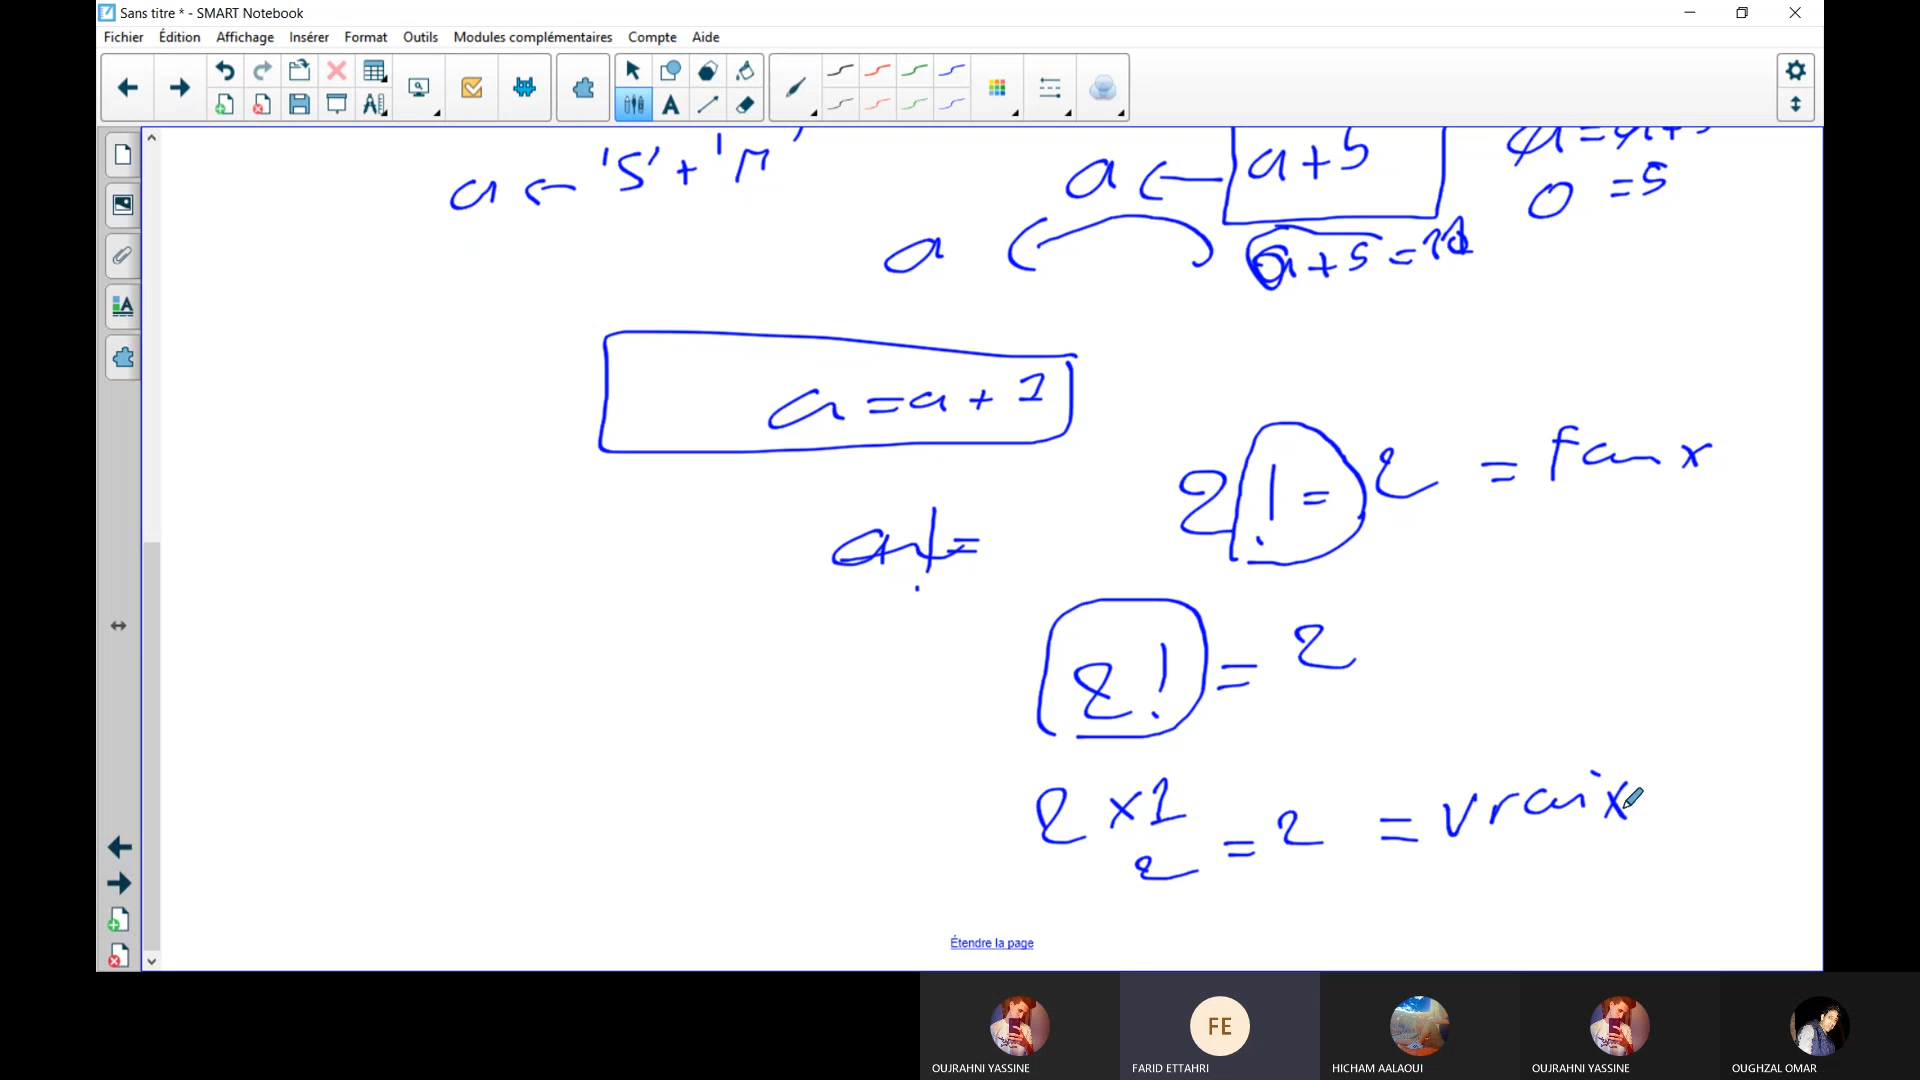 Sans titre * - SMART Notebook
Fichier Édition Affichage Insérer Format Outils Modules complémentaires Compte Aide
a ← 'S' + 'M'
a ← a+5
0 = 5
a a+5 =
a = a + 1
2 != 2 = faux
a !=
2! = 2
2 x 1 = 2 = vraix
2
Étendre la page
FE
OUJRAHNI YASSINE
FARID ETTAHRI
HICHAM AALAOUI
OUJRAHNI YASSINE
OUGHZAL OMAR